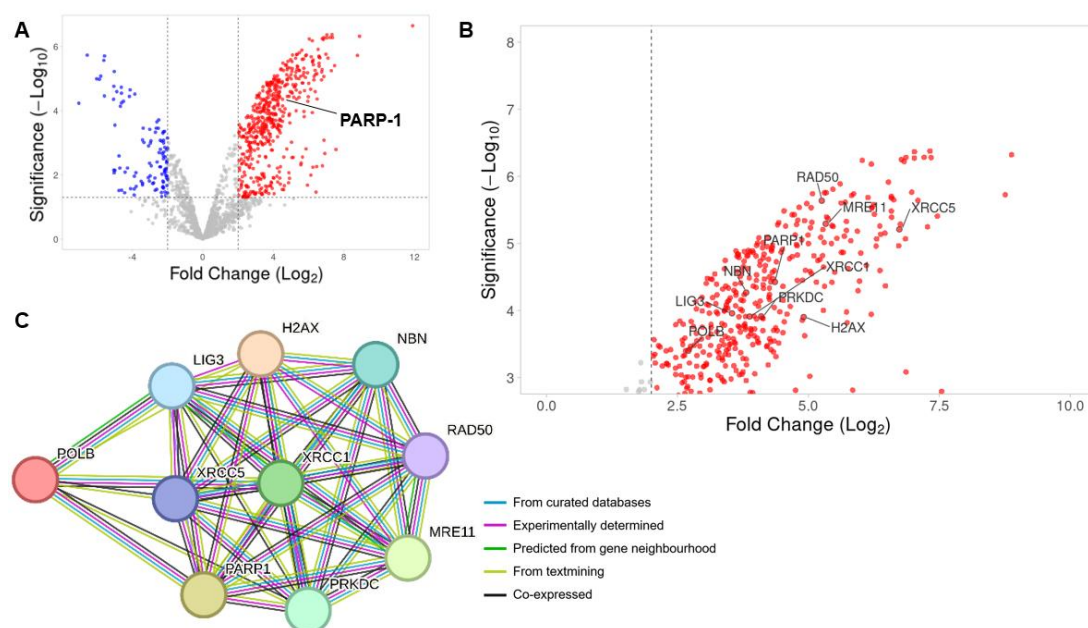 A
Significance (−Log10)
6
4
2
0
-4
0
4
8
12
Fold Change (Log2)
PARP-1
B
Significance (−Log10)
8
7
6
5
4
3
0.0
2.5
5.0
7.5
10.0
Fold Change (Log2)
RAD50
MRE11
XRCC5
PARP1
XRCC1
NBN
PRKDC
LIG3
H2AX
POLB
C
H2AX
NBN
LIG3
RAD50
POLB
XRCC5
XRCC1
MRE11
PARP1
PRKDC
From curated databases
Experimentally determined
Predicted from gene neighbourhood
From textmining
Co-expressed